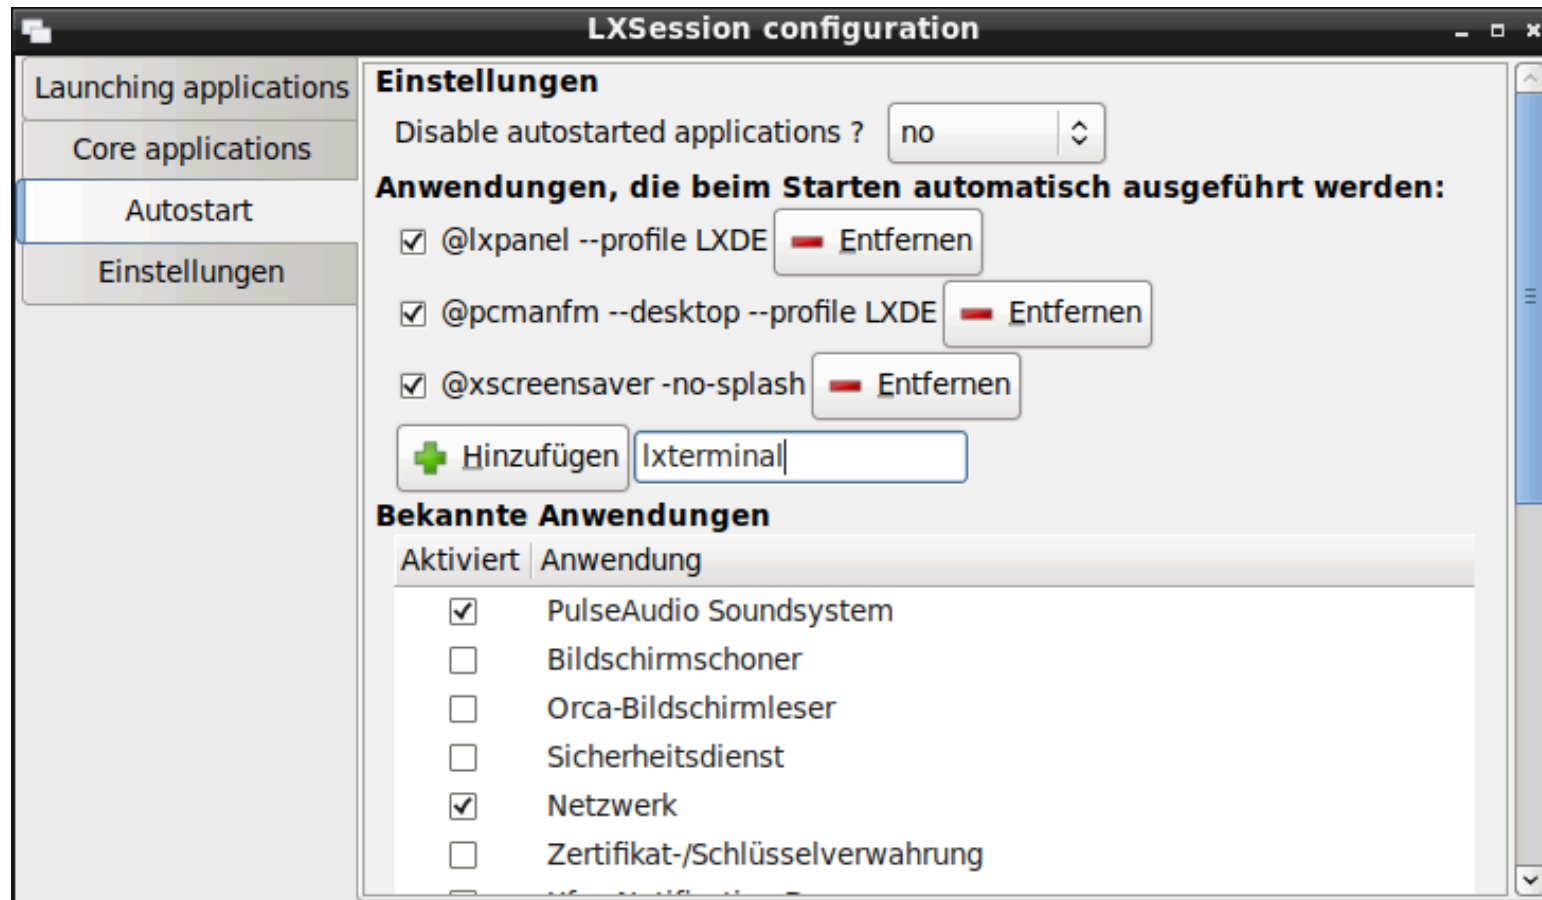 LXSession configuration
Launching applications
Core applications
Autostart
Einstellungen
Einstellungen
Disable autostarted applications ? no
Anwendungen, die beim Starten automatisch ausgeführt werden:
@lxpanel --profile LXDE Entfernen
@pcmanfm --desktop --profile LXDE Entfernen
@xscreensaver -no-splash Entfernen
Hinzufügen lxterminal
Bekannte Anwendungen
Aktiviert Anwendung
PulseAudio Soundsystem
Bildschirmschoner
Orca-Bildschirmleser
Sicherheitsdienst
Netzwerk
Zertifikat-/Schlüsselverwahrung